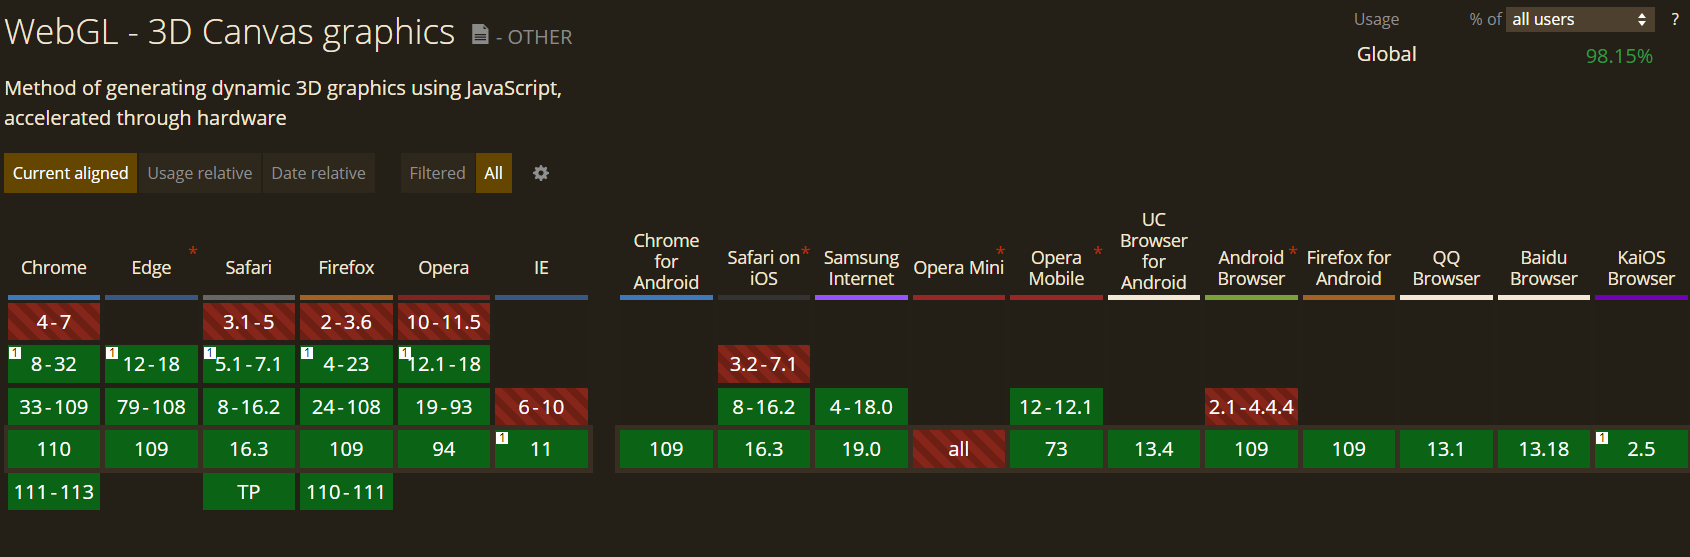 WebGL - 3D Canvas graphics - OTHER
Usage % of all users ?
Global 98.15%
Method of generating dynamic 3D graphics using JavaScript,
accelerated through hardware
Current aligned Usage relative Date relative Filtered All
Chrome
Edge *
Safari
Firefox
Opera
IE
Chrome
for
Android
Safari on *
iOS
Samsung
Internet
Opera Mini *
Opera *
Mobile
UC
Browser
for
Android
Android *
Browser
Firefox for
Android
QQ
Browser
Baidu
Browser
KaiOS
Browser
4-7 3.1-5 2-3.6 10-11.5
1 8-32 1 12-18 1 5.1-7.1 1 4-23 1 12.1-18 3.2-7.1
33-109 79-108 8-16.2 24-108 19-93 6-10 8-16.2 4-18.0 12-12.1 2.1-4.4.4
110 109 16.3 109 94 1 11 109 16.3 19.0 all 73 13.4 109 109 13.1 13.18 1 2.5
111-113 TP 110-111